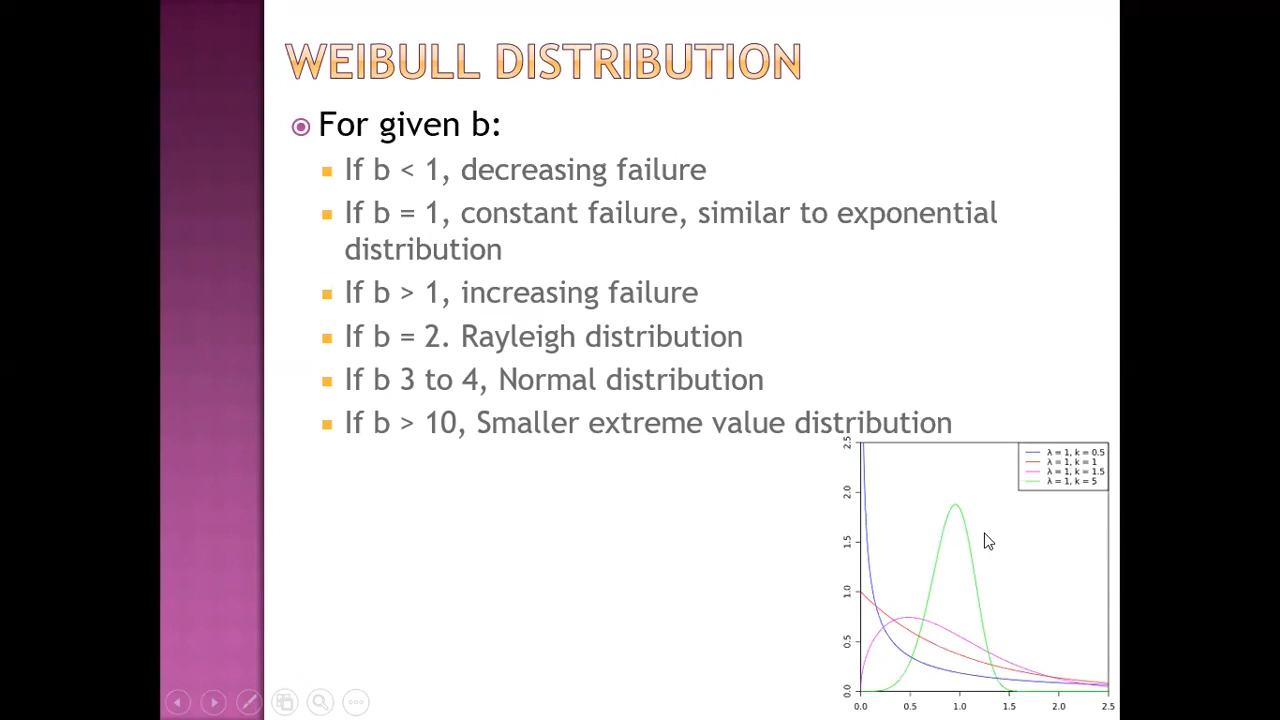 WEIBULL DISTRIBUTION
For given b:
If b < 1, decreasing failure
If b = 1, constant failure, similar to exponential
distribution
If b > 1, increasing failure
If b = 2. Rayleigh distribution
If b 3 to 4, Normal distribution
If b > 10, Smaller extreme value distribution
λ = 1, k = 0.5
λ = 1, k = 1
λ = 1, k = 1.5
λ = 1, k = 5
2.5
2.0
1.5
1.0
0.5
0.0
0.0 0.5 1.0 1.5 2.0 2.5